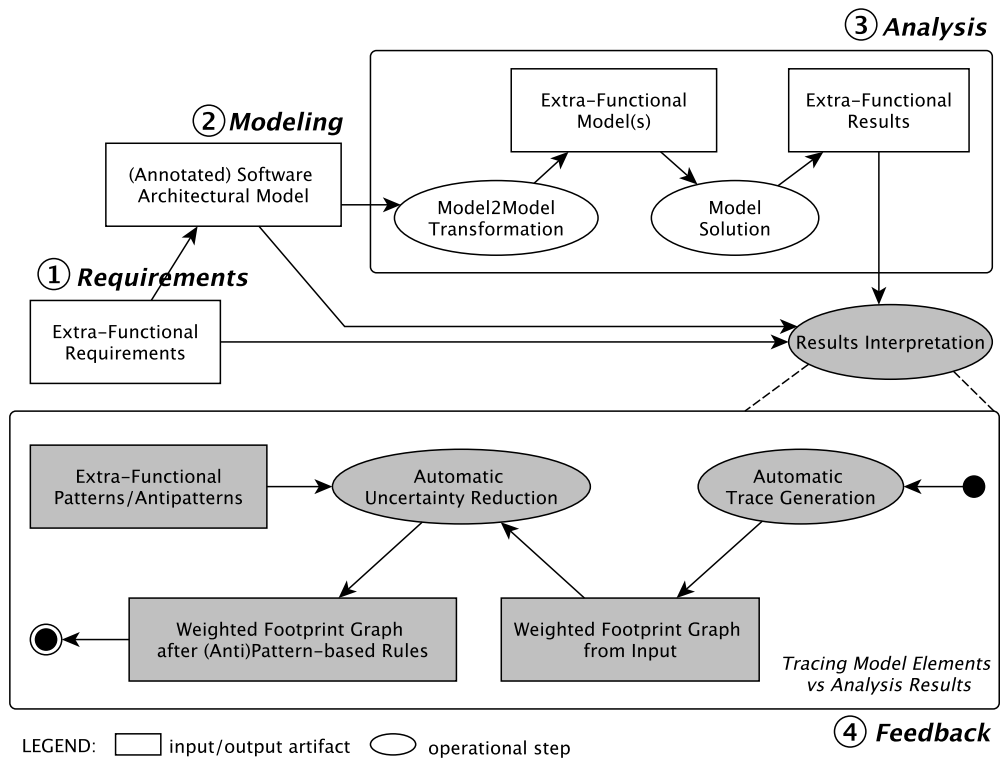 ③ Analysis
Extra-Functional
Model(s)
Extra-Functional
Results
② Modeling
(Annotated) Software
Architectural Model
Model2Model
Transformation
Model
Solution
① Requirements
Extra-Functional
Requirements
Results Interpretation
Extra-Functional
Patterns/Antipatterns
Automatic
Uncertainty Reduction
Automatic
Trace Generation
Weighted Footprint Graph
after (Anti)Pattern-based Rules
Weighted Footprint Graph
from Input
Tracing Model Elements
vs Analysis Results
④ Feedback
LEGEND: input/output artifact operational step